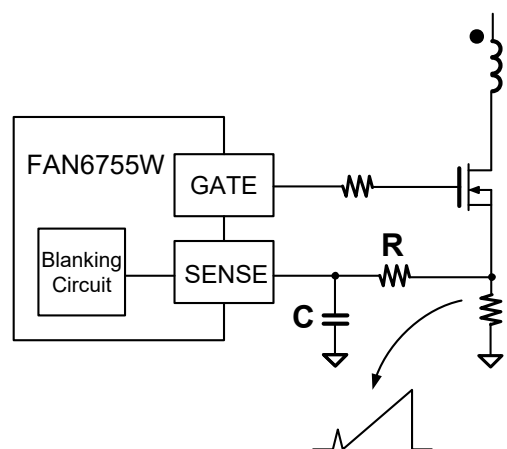 FAN6755W
GATE
Blanking
Circuit
SENSE
R
C